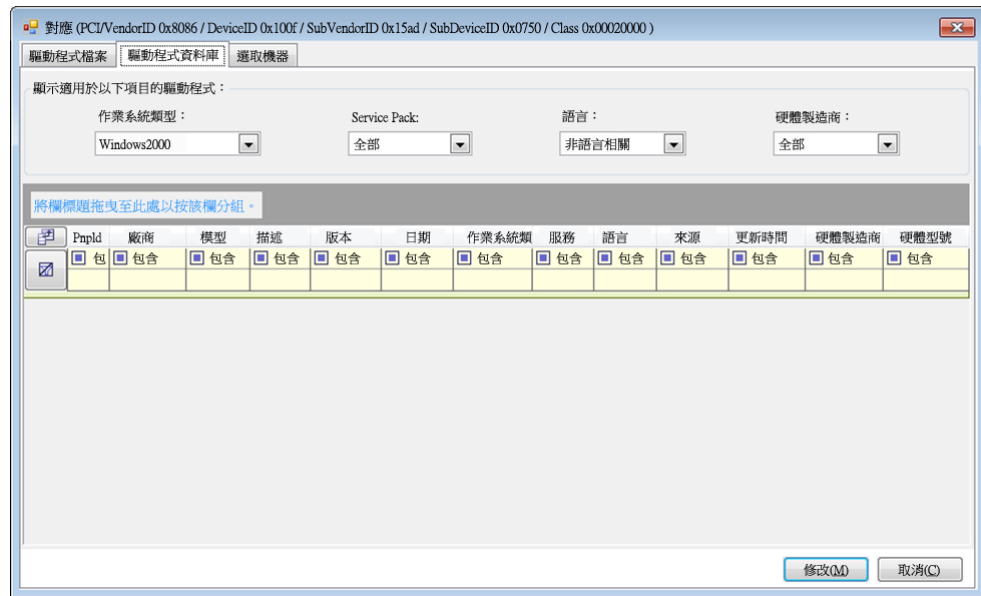 對應 (PCI/VendorID 0x8086 / DeviceID 0x100f / SubVendorID 0x15ad / SubDeviceID 0x0750 / Class 0x00020000 )
驅動程式檔案 驅動程式資料庫 選取機器
顯示適用於以下項目的驅動程式：
作業系統類型： Service Pack: 語言： 硬體製造商：
Windows2000 全部 非語言相關 全部
將欄標題拖曳至此處以按該欄分組。
PnpId 廠商 模型 描述 版本 日期 作業系統類 服務 語言 來源 更新時間 硬體製造商 硬體型號
包 包含 包含 包含 包含 包含 包含 包含 包含 包含 包含 包含 包含
修改(M) 取消(C)